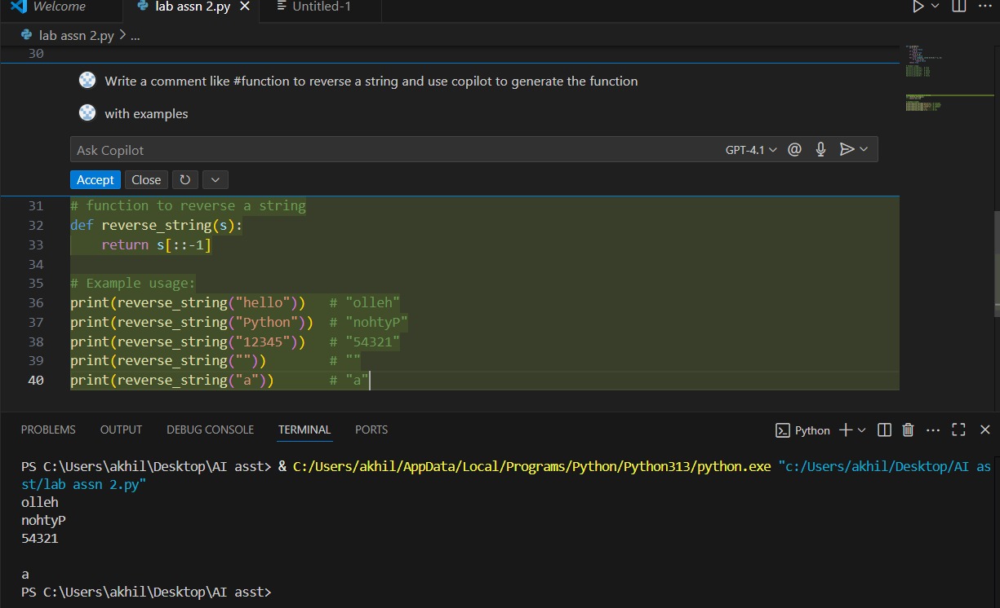 Welcome lab assn 2.py Untitled-1
lab assn 2.py > ...
30
Write a comment like #function to reverse a string and use copilot to generate the function
with examples
Ask Copilot GPT-4.1 @
Accept Close
31 # function to reverse a string
32 def reverse_string(s):
33     return s[::-1]
34
35 # Example usage:
36 print(reverse_string("hello"))   # "olleh"
37 print(reverse_string("Python"))  # "nohtyP"
38 print(reverse_string("12345"))   # "54321"
39 print(reverse_string(""))        # ""
40 print(reverse_string("a"))       # "a"
PROBLEMS OUTPUT DEBUG CONSOLE TERMINAL PORTS Python
PS C:\Users\akhil\Desktop\AI asst> & C:/Users/akhil/AppData/Local/Programs/Python/Python313/python.exe "c:/Users/akhil/Desktop/AI as
st/lab assn 2.py"
olleh
nohtyP
54321

a
PS C:\Users\akhil\Desktop\AI asst>